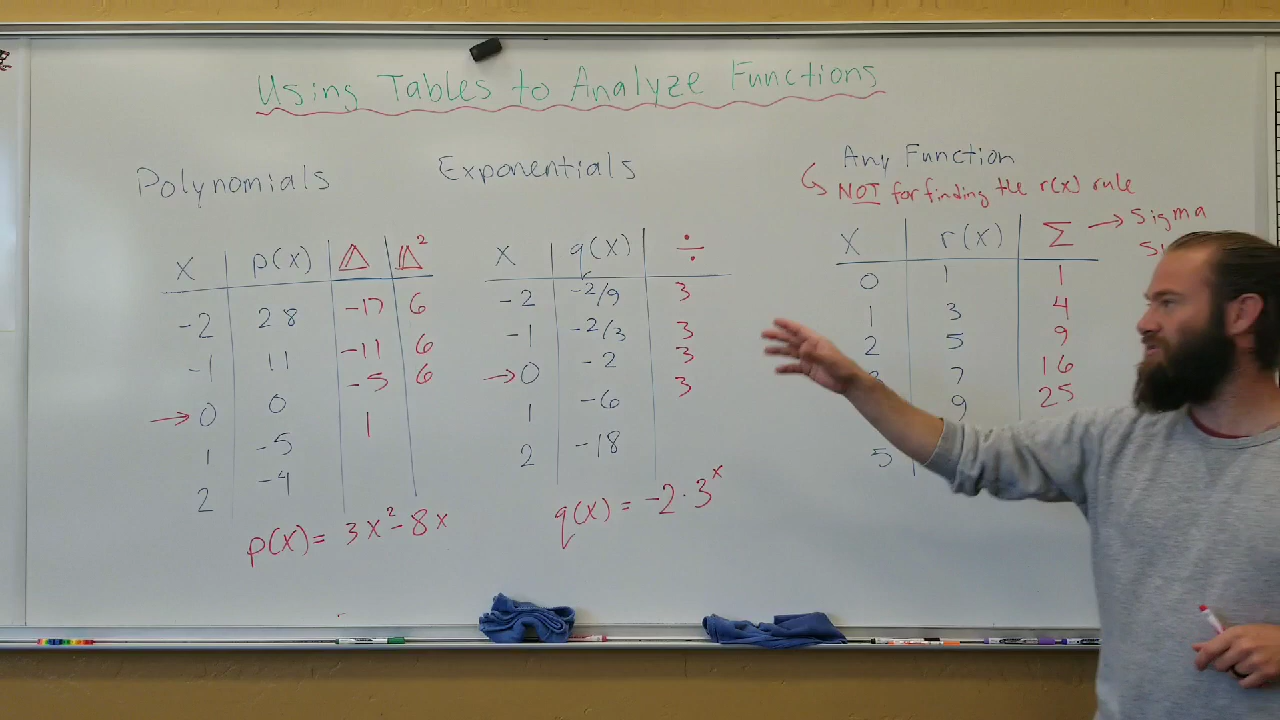 Using Tables to Analyze Functions
Polynomials
x p(x) Δ Δ²
-2 28 -17 6
-1 11 -11 6
→ 0 0 -5 6
1 -5 1
2 -4
p(x) = 3x² - 8x
Exponentials
x q(x) ÷
-2 -2/9 3
-1 -2/3 3
→ 0 -2 3
1 -6 3
2 -18
q(x) = -2 · 3ˣ
Any Function
↳ NOT for finding the r(x) rule
x r(x) Σ → Sigma
0 1 1
1 3 4
2 5 9
7 16
9 25
5